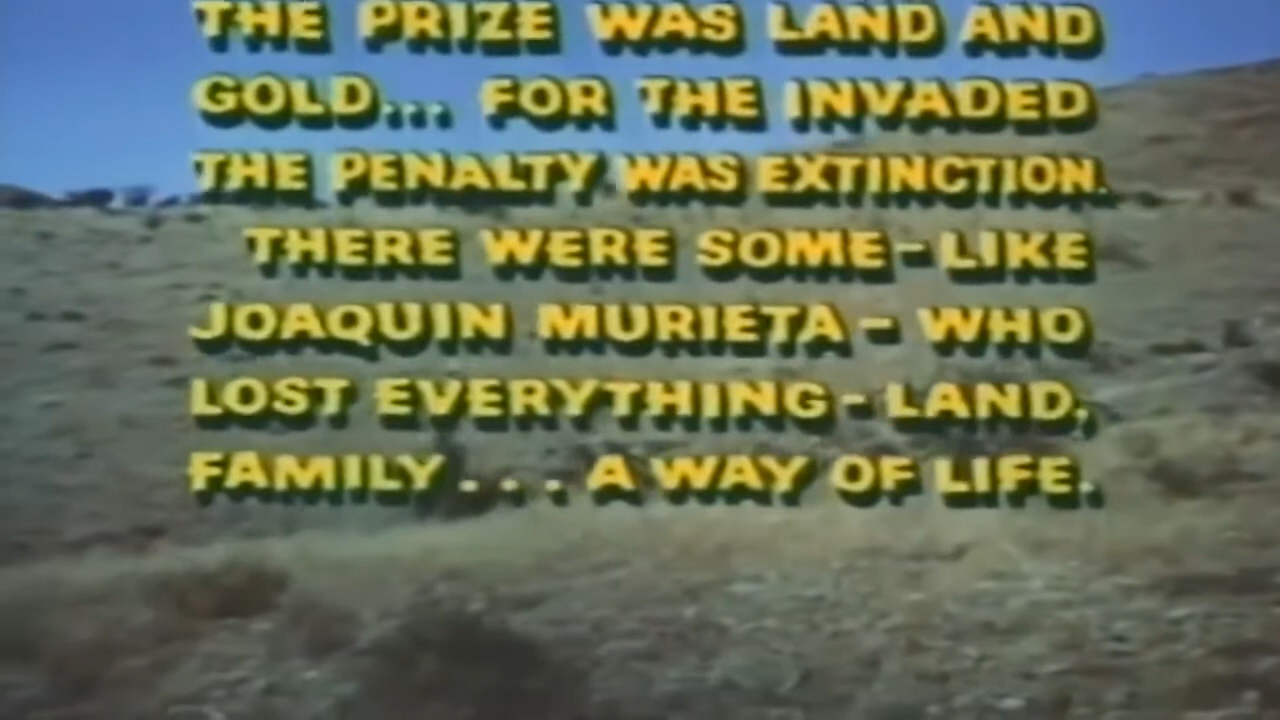 THE PRIZE WAS LAND AND
GOLD... FOR THE INVADED
THE PENALTY WAS EXTINCTION.
THERE WERE SOME - LIKE
JOAQUIN MURIETA - WHO
LOST EVERYTHING - LAND,
FAMILY . . . A WAY OF LIFE.